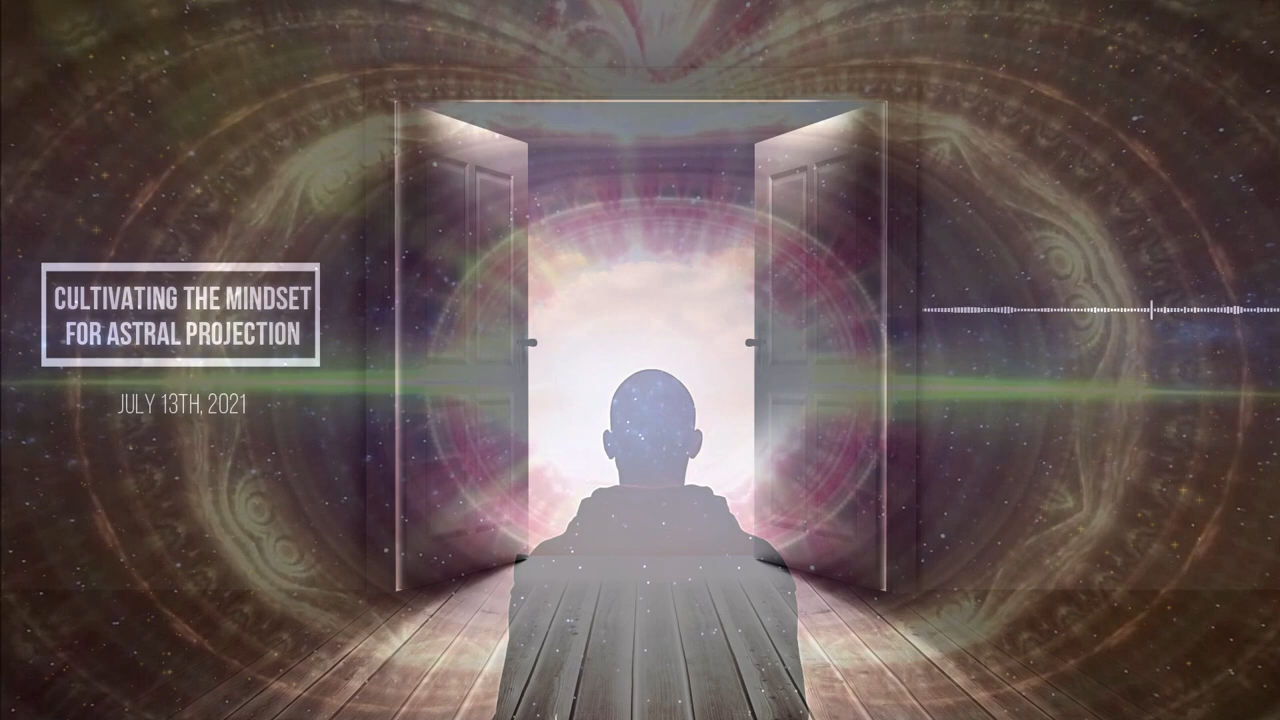 CULTIVATING THE MINDSET
FOR ASTRAL PROJECTION
JULY 13TH, 2021